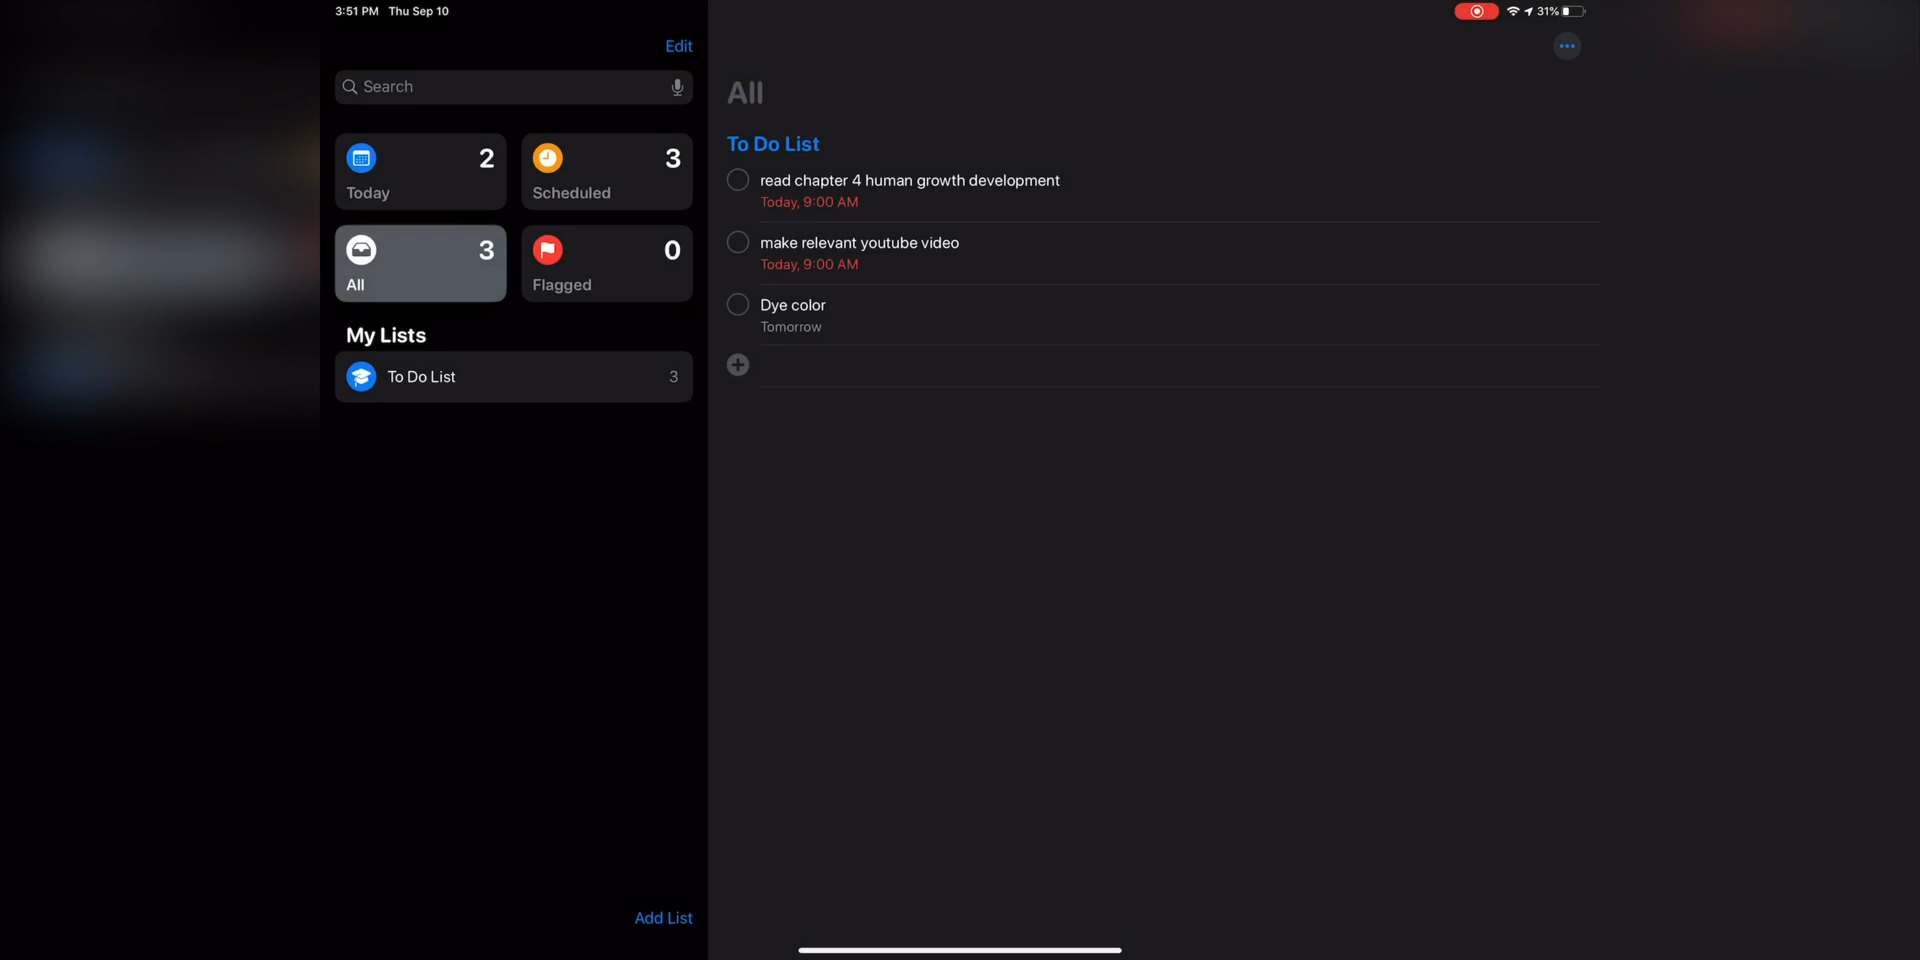 3:51 PM Thu Sep 10
31%
Edit
Search
2
Today
3
Scheduled
3
All
0
Flagged
My Lists
To Do List 3
Add List
All
To Do List
read chapter 4 human growth development
Today, 9:00 AM
make relevant youtube video
Today, 9:00 AM
Dye color
Tomorrow